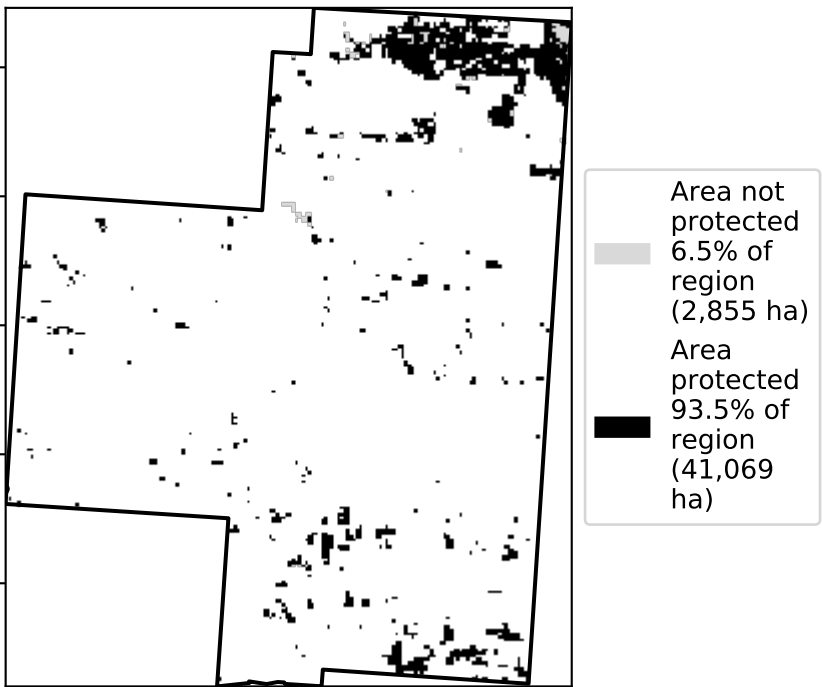 Area not
protected
6.5% of
region
(2,855 ha)
Area
protected
93.5% of
region
(41,069
ha)